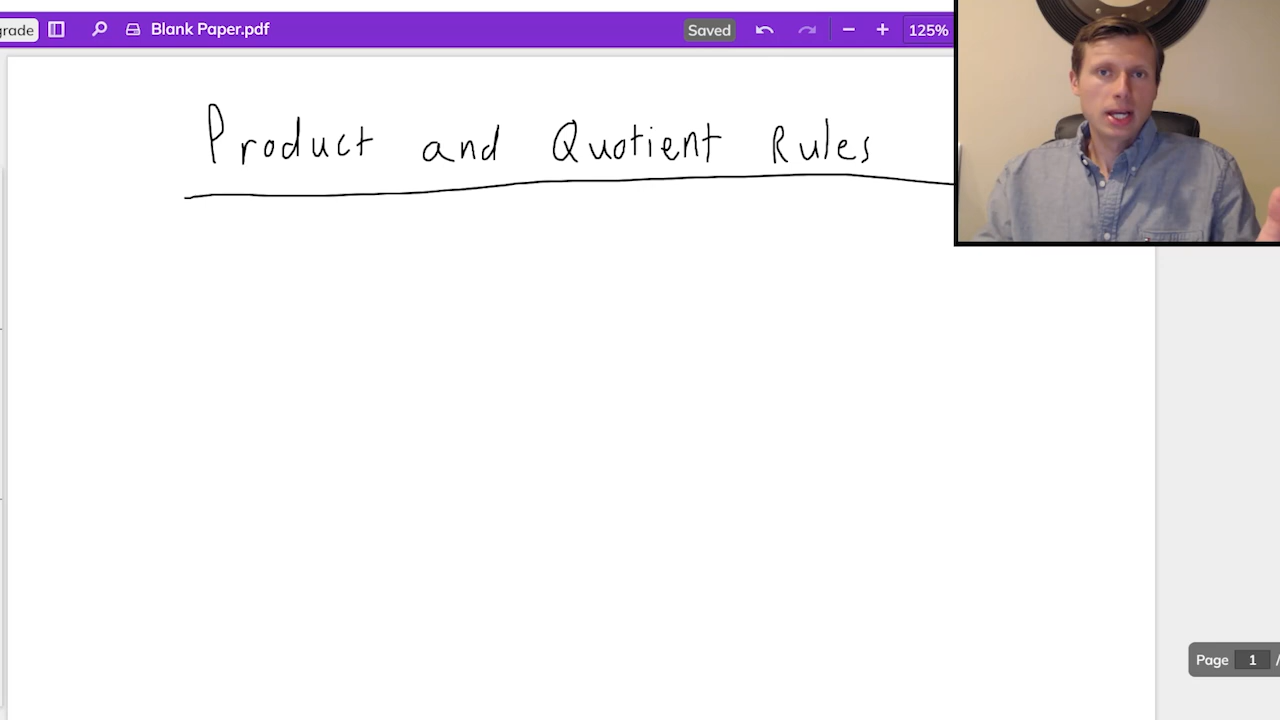 grade
Blank Paper.pdf
Saved
125%
Product and Quotient Rules
Page 1 /